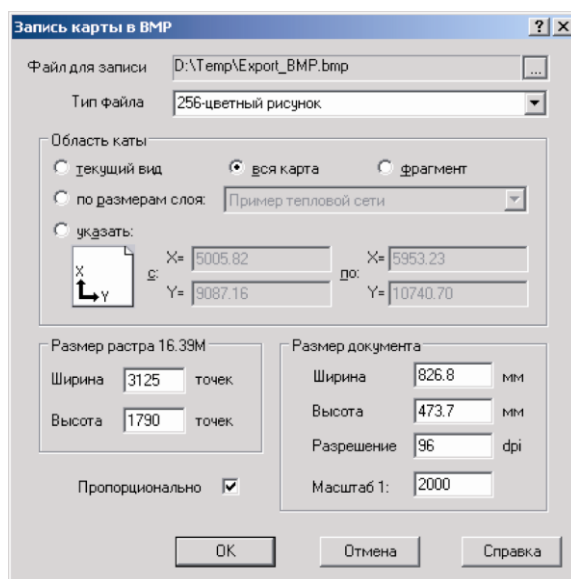 Запись карты в BMP
Файл для записи D:\Temp\Export_BMP.bmp ...
Тип файла 256-цветный рисунок
Область каты
текущий вид вся карта фрагмент
по размерам слоя: Пример тепловой сети
указать:
X Y с: X= 5005.82 по: X= 5953.23
Y= 9087.16 Y= 10740.70
Размер растра 16.39М
Ширина 3125 точек
Высота 1790 точек
Пропорционально
Размер документа
Ширина 826.8 мм
Высота 473.7 мм
Разрешение 96 dpi
Масштаб 1: 2000
OK Отмена Справка